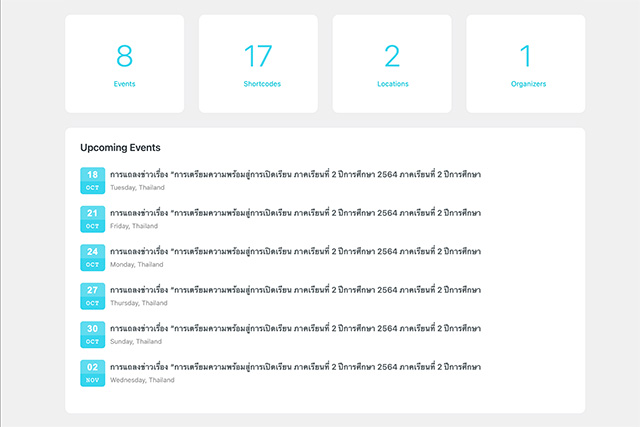 8
Events
17
Shortcodes
2
Locations
1
Organizers
Upcoming Events
18
OCT
การแถลงข่าวเรื่อง “การเตรียมความพร้อมสู่การเปิดเรียน ภาคเรียนที่ 2 ปีการศึกษา 2564 ภาคเรียนที่ 2 ปีการศึกษา
Tuesday, Thailand
21
OCT
การแถลงข่าวเรื่อง “การเตรียมความพร้อมสู่การเปิดเรียน ภาคเรียนที่ 2 ปีการศึกษา 2564 ภาคเรียนที่ 2 ปีการศึกษา
Friday, Thailand
24
OCT
การแถลงข่าวเรื่อง “การเตรียมความพร้อมสู่การเปิดเรียน ภาคเรียนที่ 2 ปีการศึกษา 2564 ภาคเรียนที่ 2 ปีการศึกษา
Monday, Thailand
27
OCT
การแถลงข่าวเรื่อง “การเตรียมความพร้อมสู่การเปิดเรียน ภาคเรียนที่ 2 ปีการศึกษา 2564 ภาคเรียนที่ 2 ปีการศึกษา
Thursday, Thailand
30
OCT
การแถลงข่าวเรื่อง “การเตรียมความพร้อมสู่การเปิดเรียน ภาคเรียนที่ 2 ปีการศึกษา 2564 ภาคเรียนที่ 2 ปีการศึกษา
Sunday, Thailand
02
NOV
การแถลงข่าวเรื่อง “การเตรียมความพร้อมสู่การเปิดเรียน ภาคเรียนที่ 2 ปีการศึกษา 2564 ภาคเรียนที่ 2 ปีการศึกษา
Wednesday, Thailand